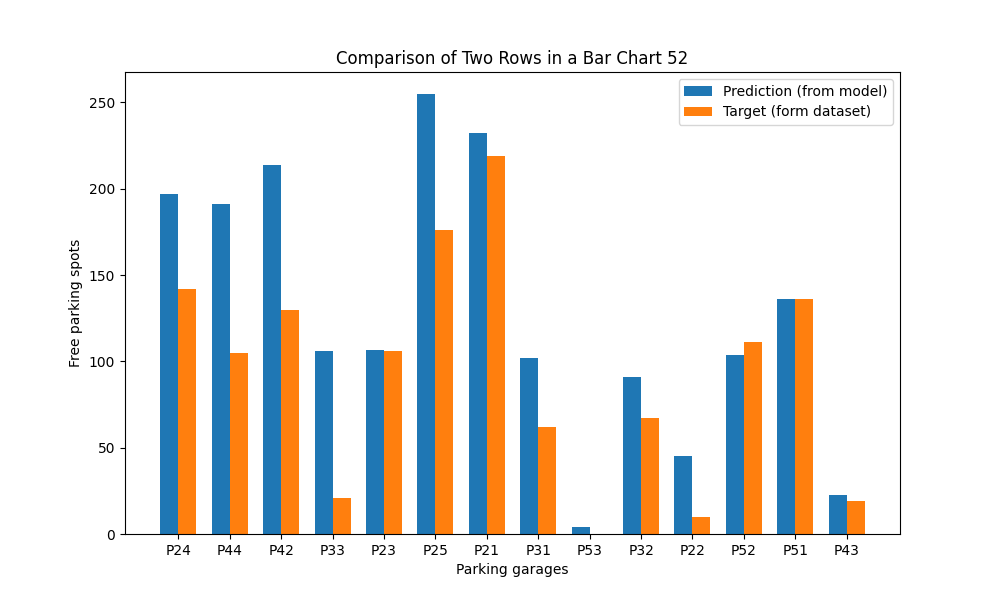 Comparison of Two Rows in a Bar Chart 52
Prediction (from model)
Target (form dataset)
Free parking spots
250
200
150
100
50
0
P24 P44 P42 P33 P23 P25 P21 P31 P53 P32 P22 P52 P51 P43
Parking garages